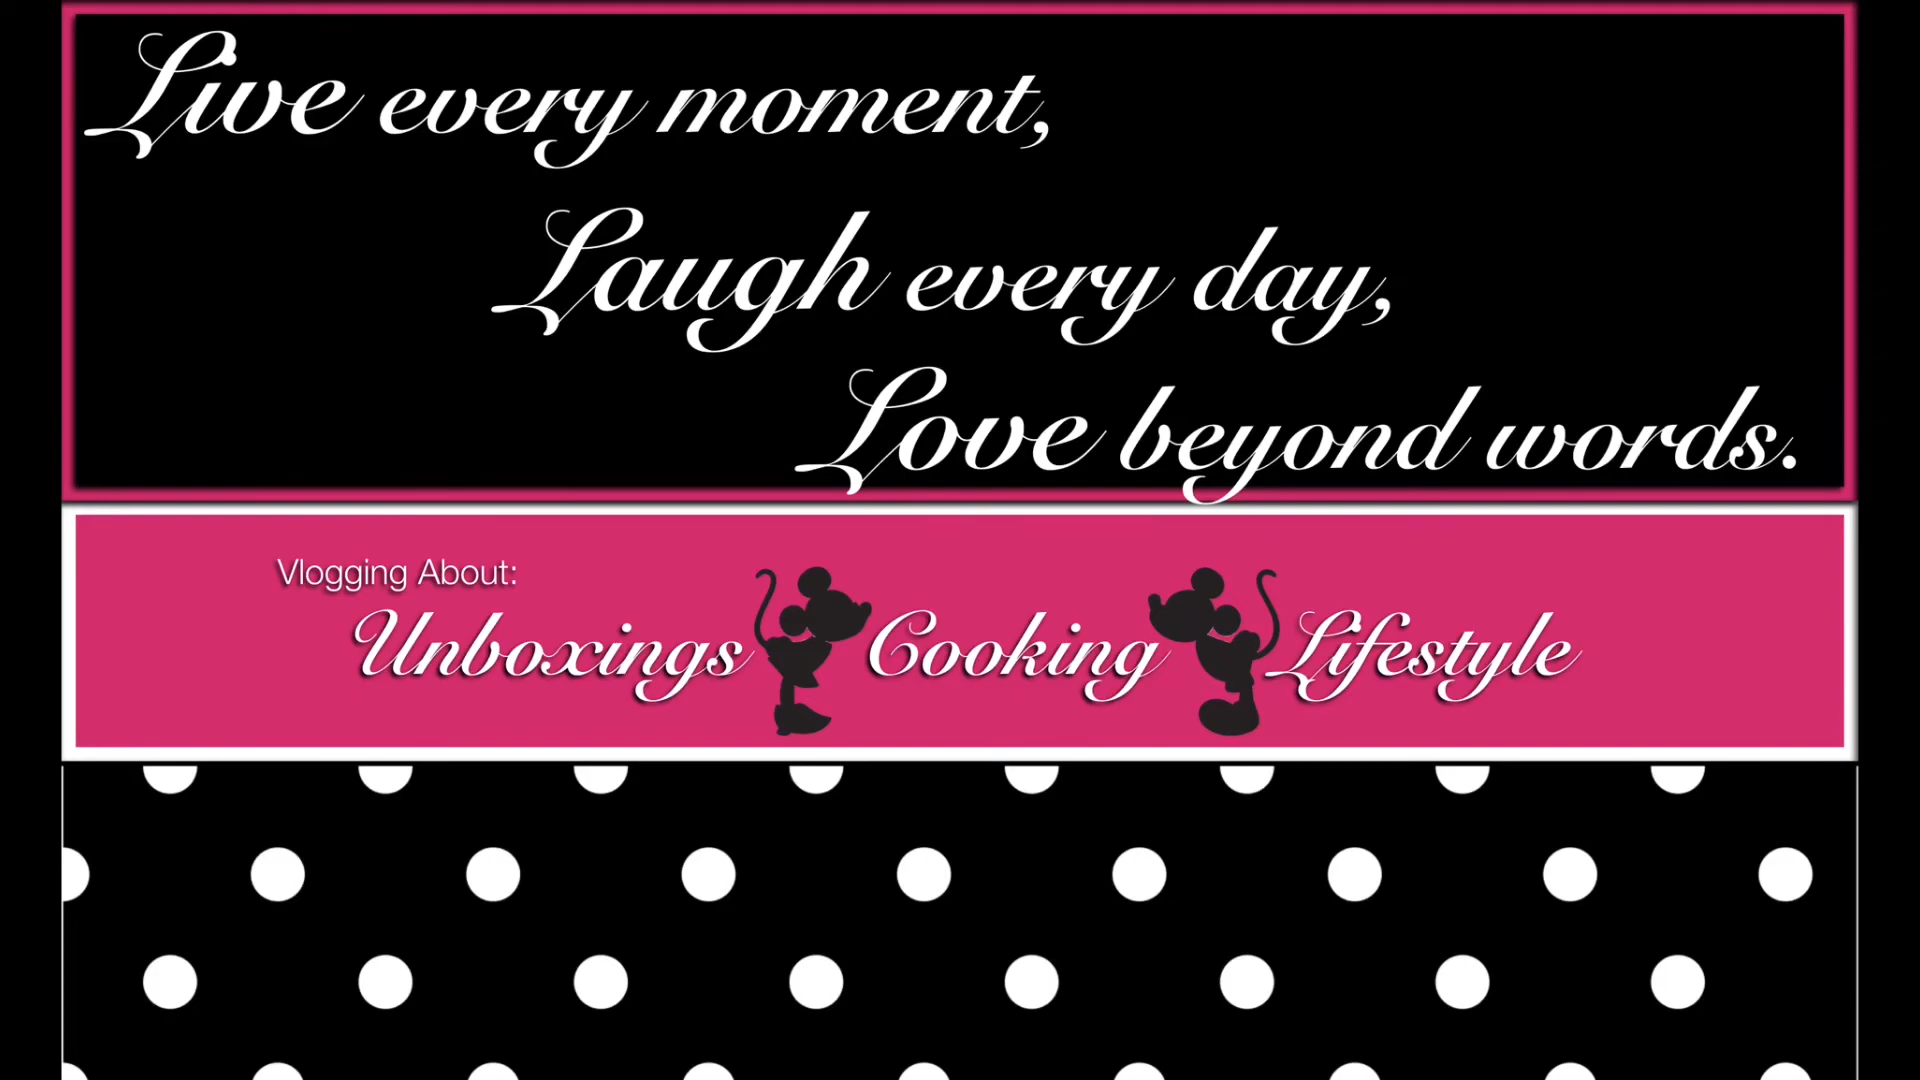 Live every moment,
Laugh every day,
Love beyond words.
Vlogging About:
Unboxings Cooking Lifestyle